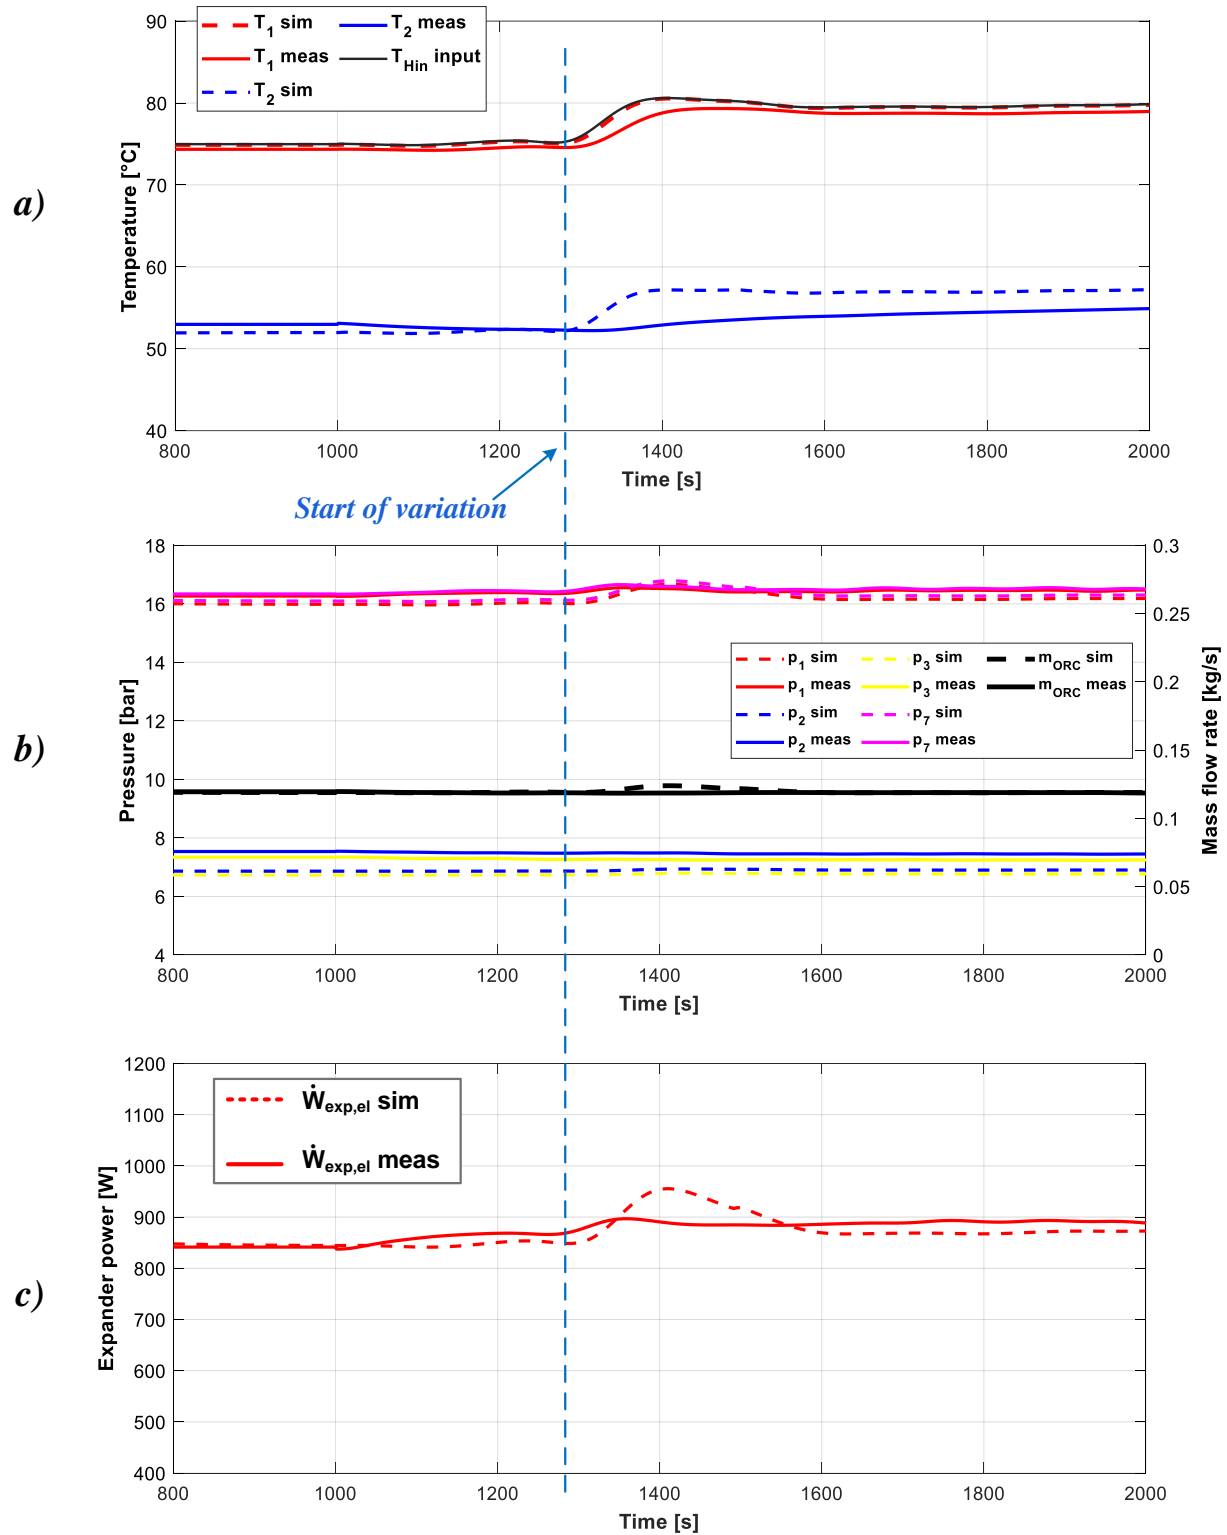 a)
T1 sim
T2 meas
T1 meas
THin input
T2 sim
Temperature [°C]
90
80
70
60
50
40
800 1000 1200 1400 1600 1800 2000
Time [s]
Start of variation
b)
p1 sim
p3 sim
mORC sim
p1 meas
p3 meas
mORC meas
p2 sim
p7 sim
p2 meas
p7 meas
Pressure [bar]
18
16
14
12
10
8
6
4
Mass flow rate [kg/s]
0.3
0.25
0.2
0.15
0.1
0.05
0
800 1000 1200 1400 1600 1800 2000
Time [s]
c)
Ẇexp,el sim
Ẇexp,el meas
Expander power [W]
1200
1100
1000
900
800
700
600
500
400
800 1000 1200 1400 1600 1800 2000
Time [s]